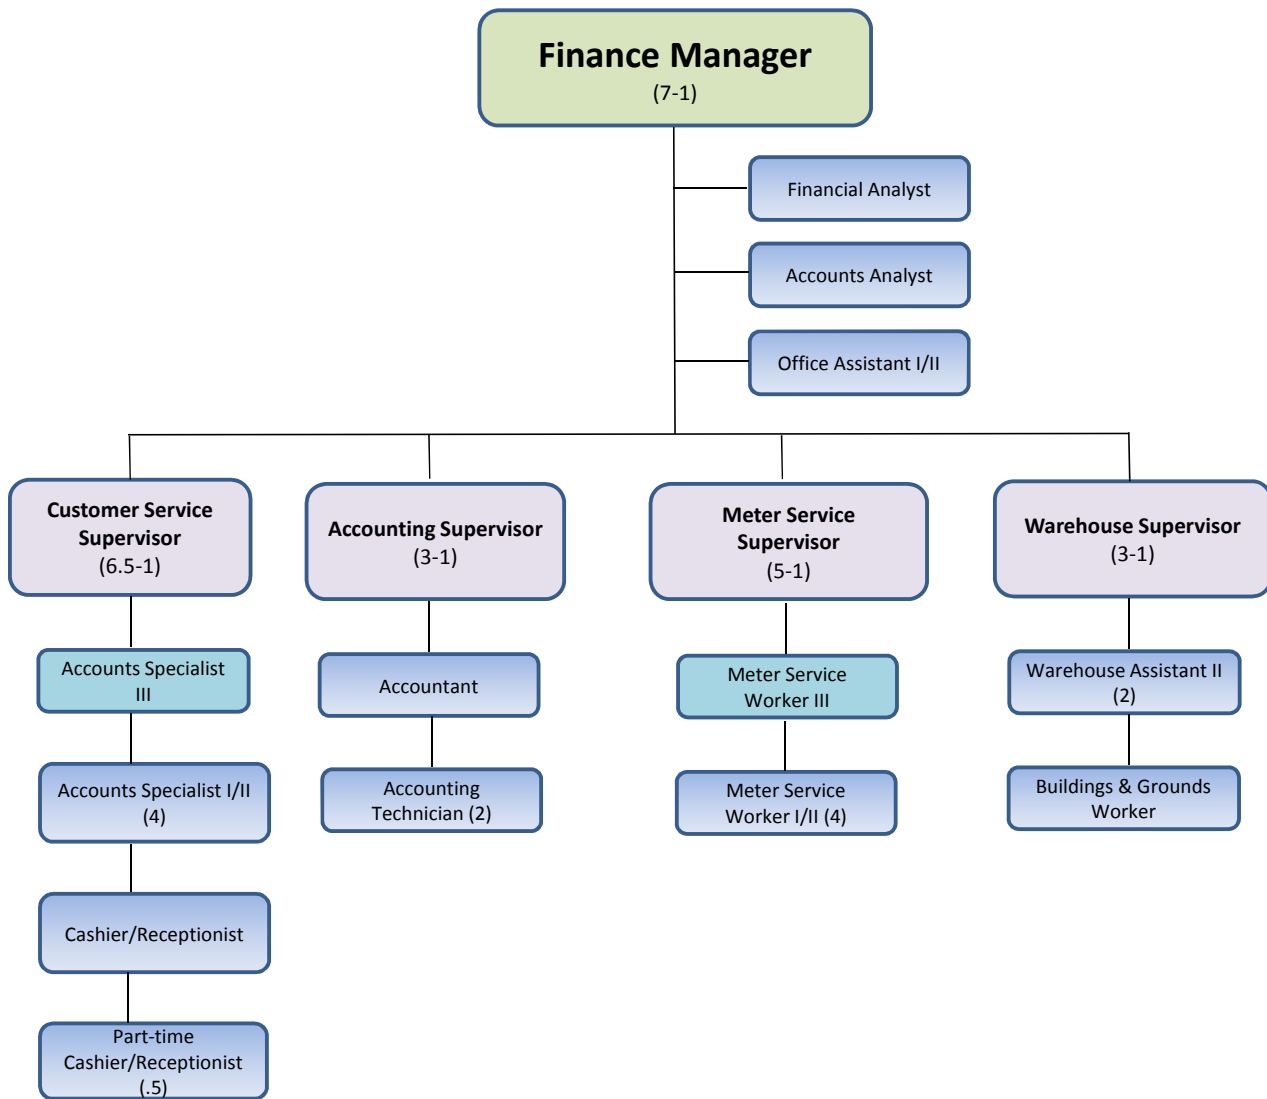 Finance Manager
(7-1)
Financial Analyst
Accounts Analyst
Office Assistant I/II
Customer Service
Supervisor
(6.5-1)
Accounting Supervisor
(3-1)
Meter Service
Supervisor
(5-1)
Warehouse Supervisor
(3-1)
Accounts Specialist
III
Accountant
Meter Service
Worker III
Warehouse Assistant II
(2)
Accounts Specialist I/II
(4)
Accounting
Technician (2)
Meter Service
Worker I/II (4)
Buildings & Grounds
Worker
Cashier/Receptionist
Part-time
Cashier/Receptionist
(.5)